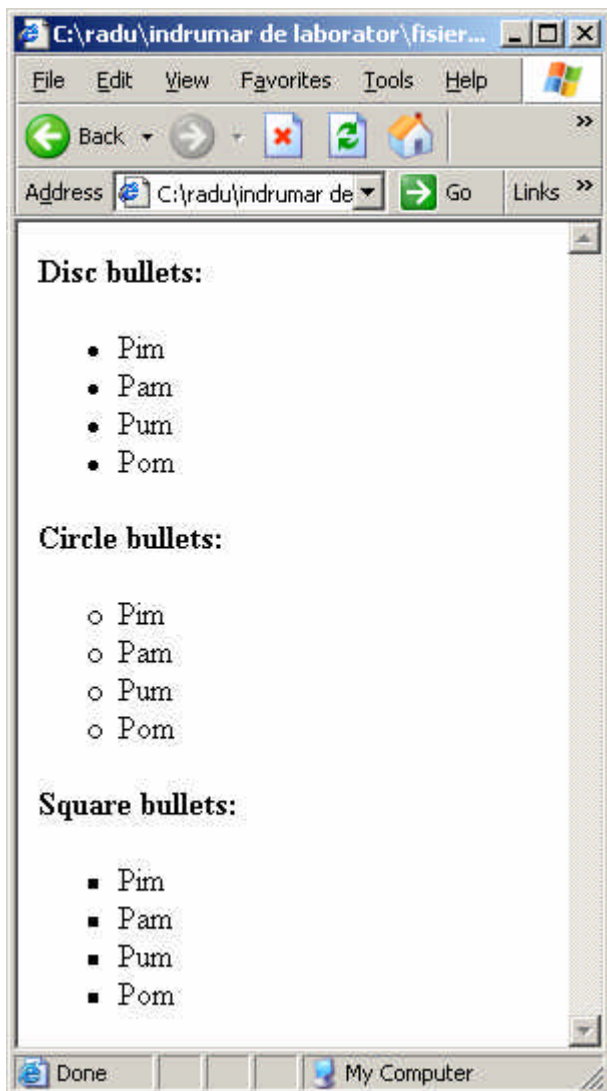 C:\radu\indrumar de laborator\fisier...
File Edit View Favorites Tools Help
Back »
Address C:\radu\indrumar de Go Links »
Disc bullets:
• Pim
• Pam
• Pum
• Pom
Circle bullets:
○ Pim
○ Pam
○ Pum
○ Pom
Square bullets:
▪ Pim
▪ Pam
▪ Pum
▪ Pom
Done My Computer